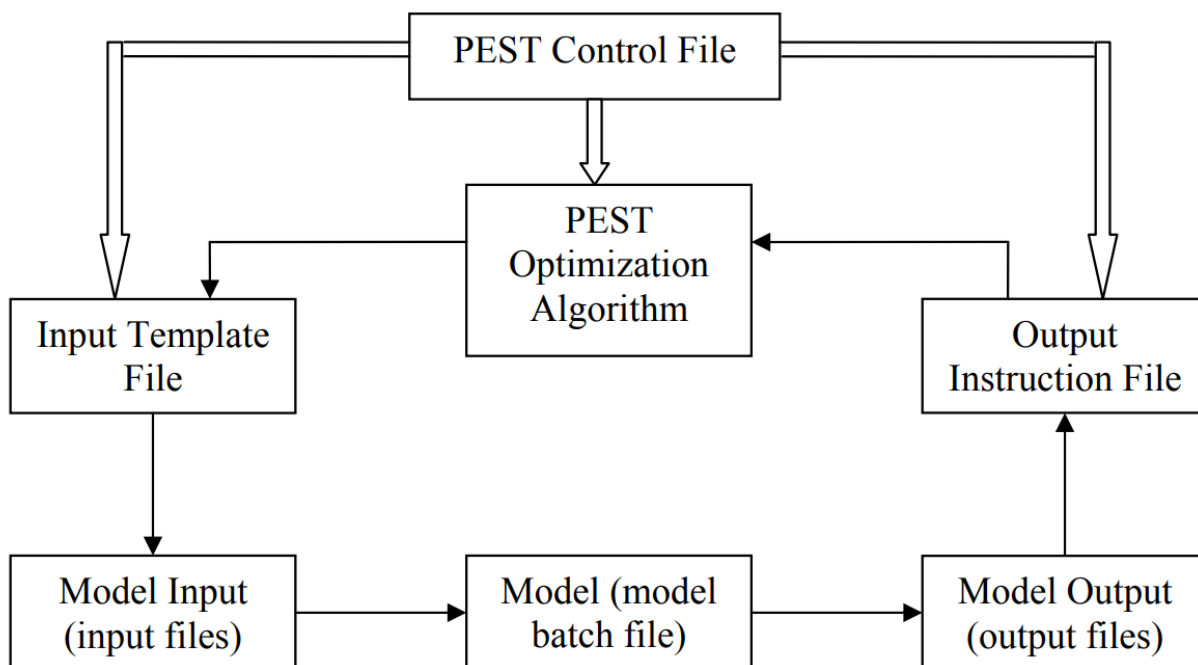 PEST Control File
PEST
Optimization
Algorithm
Input Template
File
Output
Instruction File
Model Input
(input files)
Model (model
batch file)
Model Output
(output files)